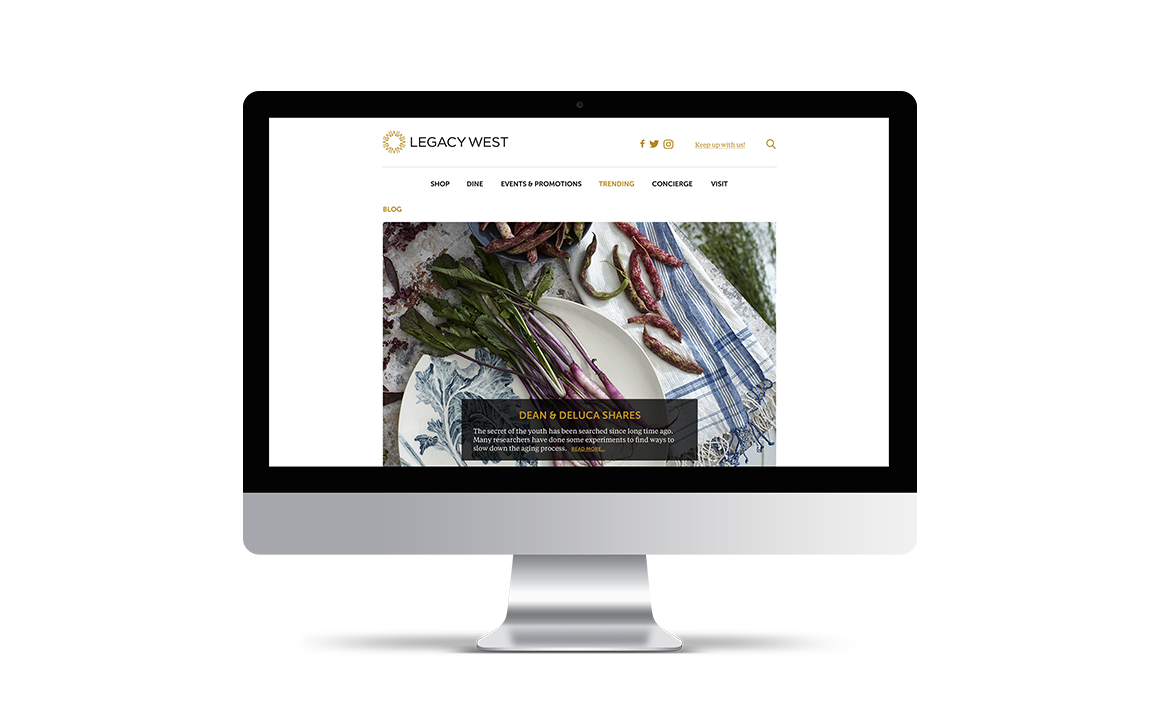 LEGACY WEST
Keep up with us!
SHOP DINE EVENTS & PROMOTIONS TRENDING CONCIERGE VISIT
BLOG
DEAN & DELUCA SHARES
The secret of the youth has been searched since long time ago.
Many researchers have done some experiments to find ways to
slow down the aging process. READ MORE...